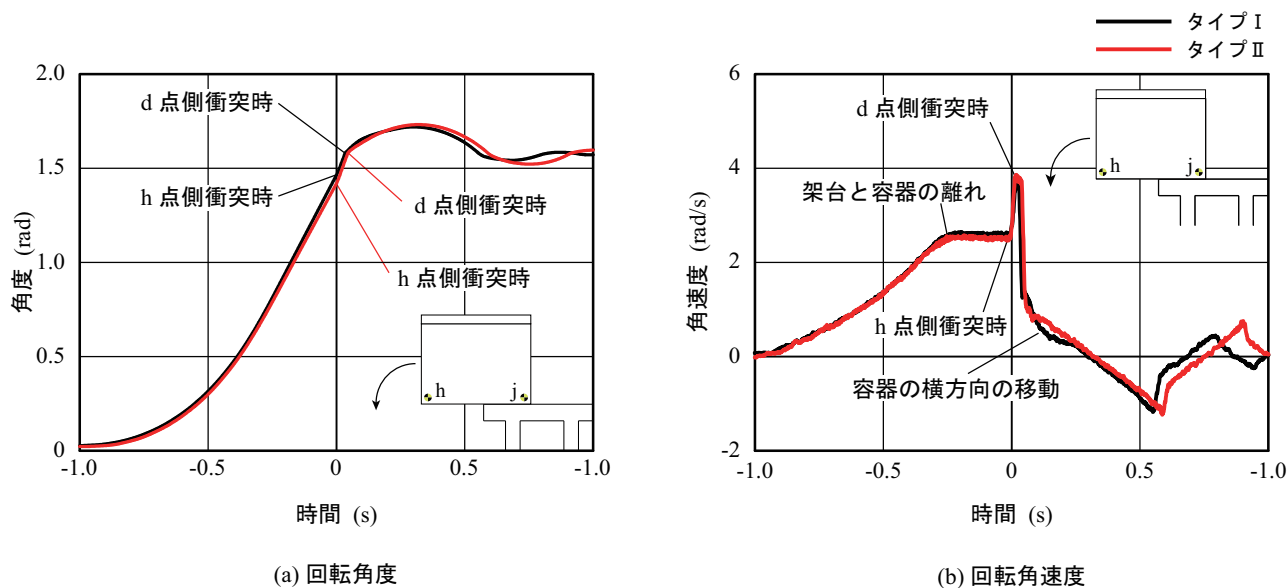 タイプⅠ
タイプⅡ
2.0
1.5
1.0
0.5
0
角度 (rad)
d 点側衝突時
h 点側衝突時
d 点側衝突時
h 点側衝突時
h
j
-1.0
-0.5
0
0.5
-1.0
時間 (s)
(a) 回転角度
6
4
2
0
-2
角速度 (rad/s)
d 点側衝突時
架台と容器の離れ
h 点側衝突時
容器の横方向の移動
h
j
-1.0
-0.5
0
0.5
-1.0
時間 (s)
(b) 回転角速度